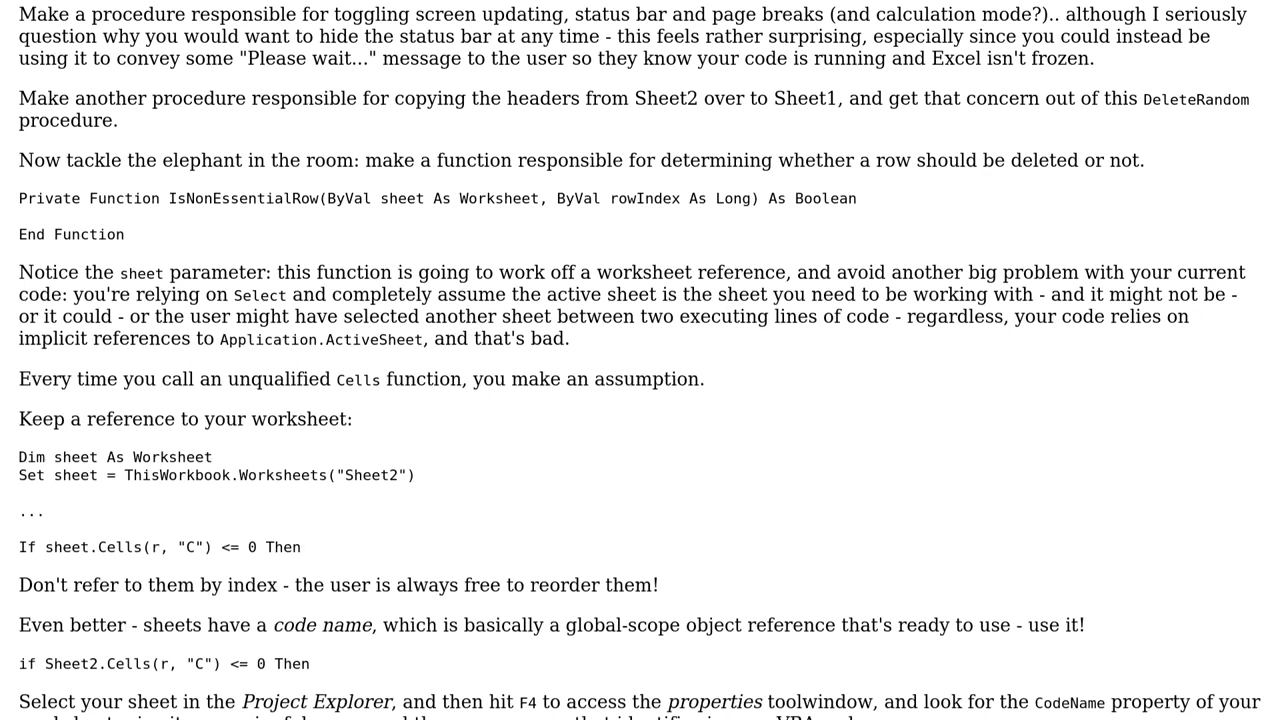 Make a procedure responsible for toggling screen updating, status bar and page breaks (and calculation mode?).. although I seriously
question why you would want to hide the status bar at any time - this feels rather surprising, especially since you could instead be
using it to convey some "Please wait..." message to the user so they know your code is running and Excel isn't frozen.
Make another procedure responsible for copying the headers from Sheet2 over to Sheet1, and get that concern out of this DeleteRandom
procedure.
Now tackle the elephant in the room: make a function responsible for determining whether a row should be deleted or not.
Private Function IsNonEssentialRow(ByVal sheet As Worksheet, ByVal rowIndex As Long) As Boolean
End Function
Notice the sheet parameter: this function is going to work off a worksheet reference, and avoid another big problem with your current
code: you're relying on Select and completely assume the active sheet is the sheet you need to be working with - and it might not be -
or it could - or the user might have selected another sheet between two executing lines of code - regardless, your code relies on
implicit references to Application.ActiveSheet, and that's bad.
Every time you call an unqualified Cells function, you make an assumption.
Keep a reference to your worksheet:
Dim sheet As Worksheet
Set sheet = ThisWorkbook.Worksheets("Sheet2")
...
If sheet.Cells(r, "C") <= 0 Then
Don't refer to them by index - the user is always free to reorder them!
Even better - sheets have a code name, which is basically a global-scope object reference that's ready to use - use it!
if Sheet2.Cells(r, "C") <= 0 Then
Select your sheet in the Project Explorer, and then hit F4 to access the properties toolwindow, and look for the CodeName property of your